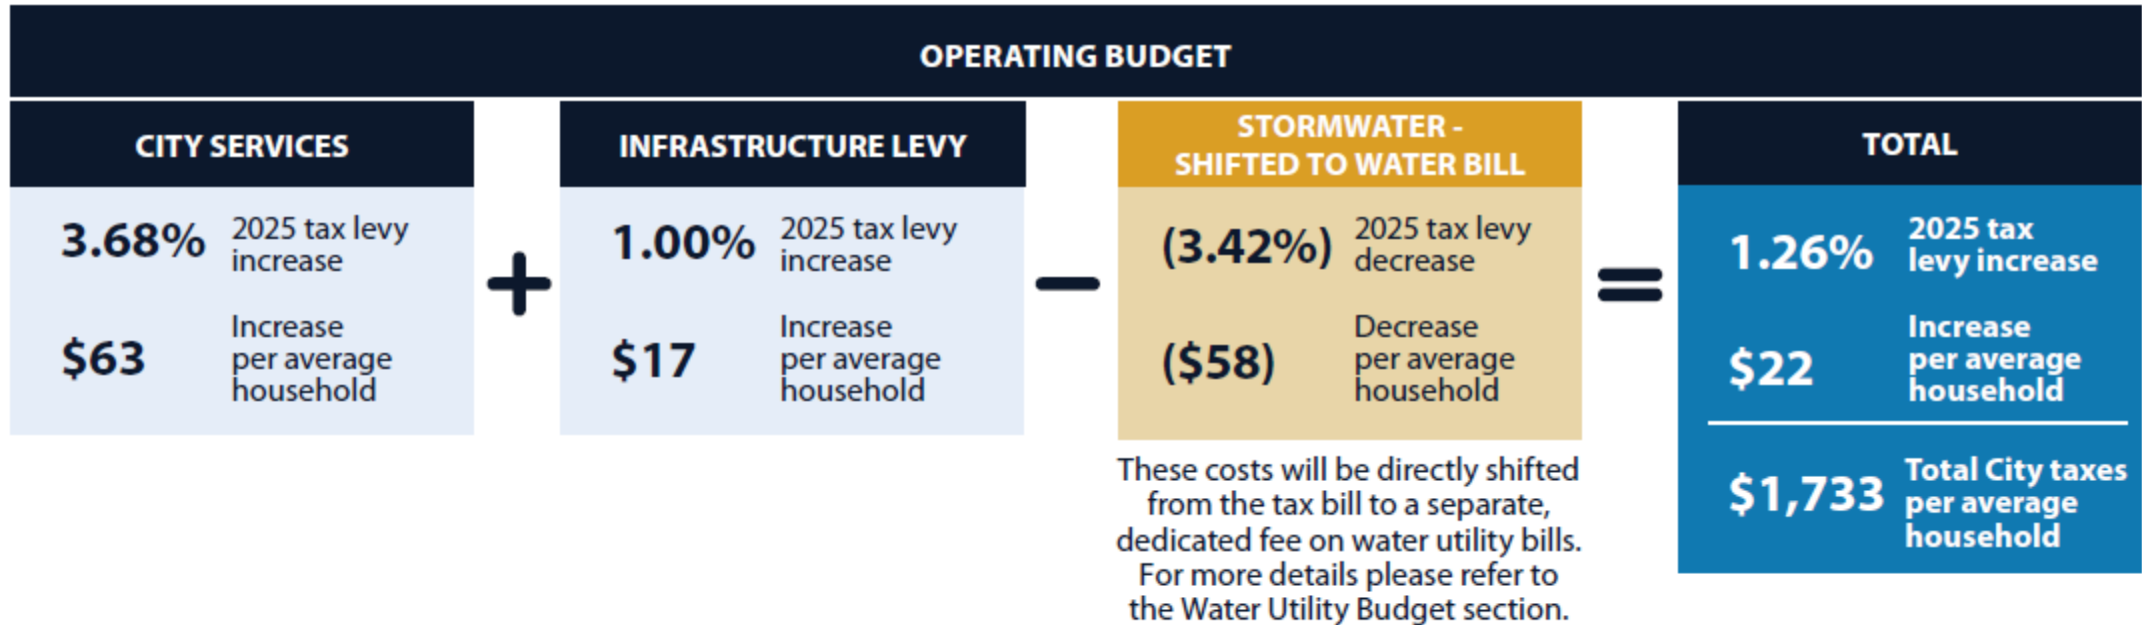 OPERATING BUDGET
CITY SERVICES
3.68%
2025 tax levy
increase
$63
Increase
per average
household
+
INFRASTRUCTURE LEVY
1.00%
2025 tax levy
increase
$17
Increase
per average
household
−
STORMWATER -
SHIFTED TO WATER BILL
(3.42%)
2025 tax levy
decrease
($58)
Decrease
per average
household
These costs will be directly shifted
from the tax bill to a separate,
dedicated fee on water utility bills.
For more details please refer to
the Water Utility Budget section.
=
TOTAL
1.26%
2025 tax
levy increase
$22
Increase
per average
household
$1,733
Total City taxes
per average
household